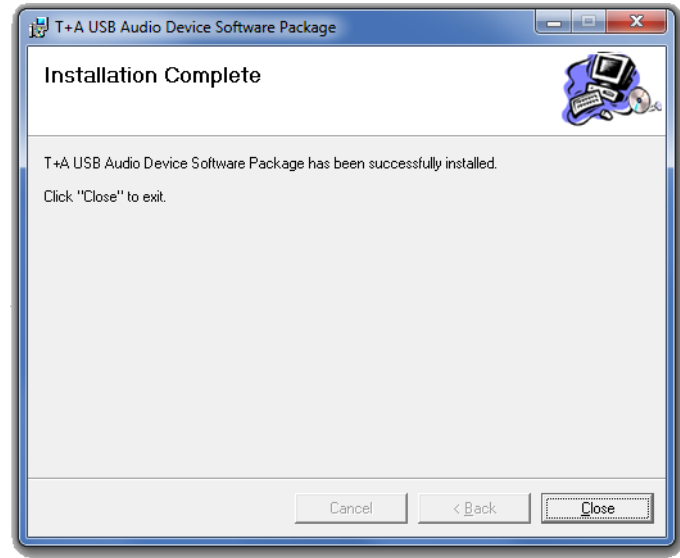 T+A USB Audio Device Software Package
Installation Complete
T+A USB Audio Device Software Package has been successfully installed.
Click "Close" to exit.
Cancel
< Back
Close